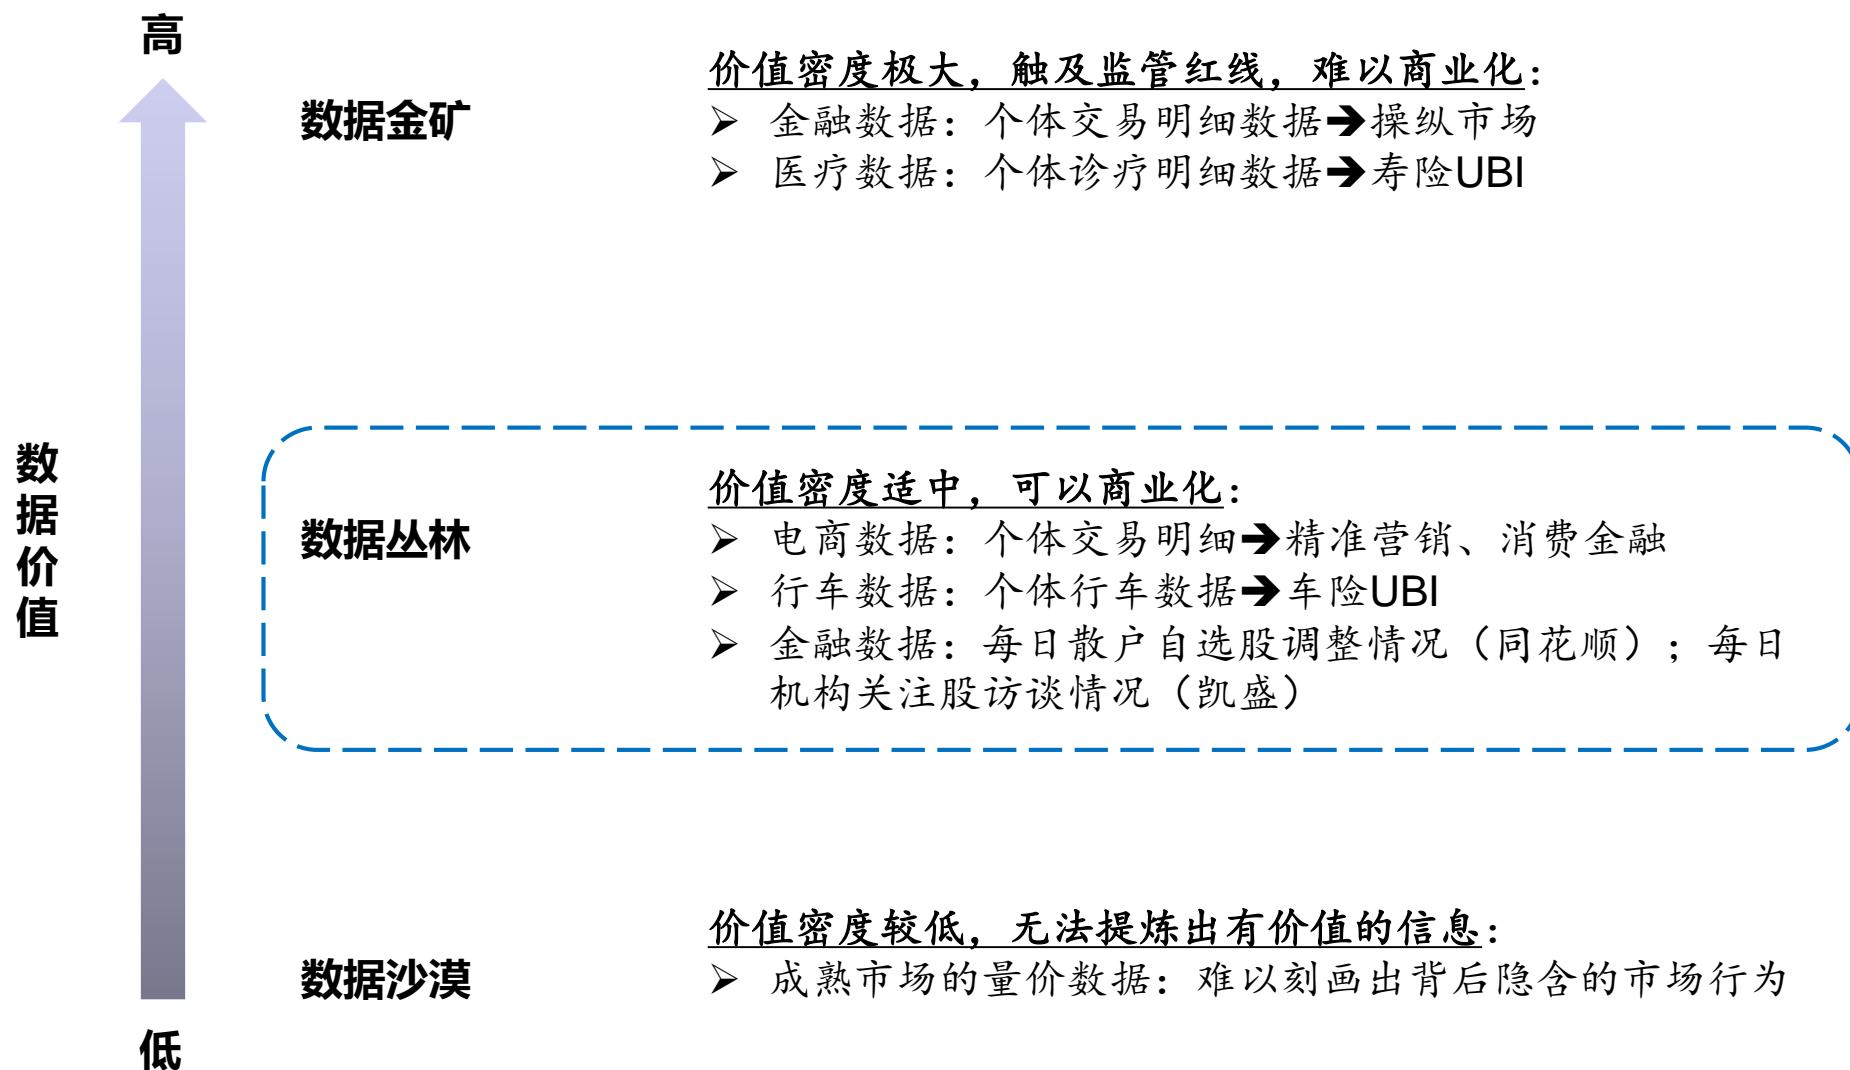 高
数据价值
低
数据金矿
价值密度极大，触及监管红线，难以商业化：
➢ 金融数据：个体交易明细数据➔操纵市场
➢ 医疗数据：个体诊疗明细数据➔寿险UBI
数据丛林
价值密度适中，可以商业化：
➢ 电商数据：个体交易明细➔精准营销、消费金融
➢ 行车数据：个体行车数据➔车险UBI
➢ 金融数据：每日散户自选股调整情况（同花顺）；每日
机构关注股访谈情况（凯盛）
数据沙漠
价值密度较低，无法提炼出有价值的信息：
➢ 成熟市场的量价数据：难以刻画出背后隐含的市场行为